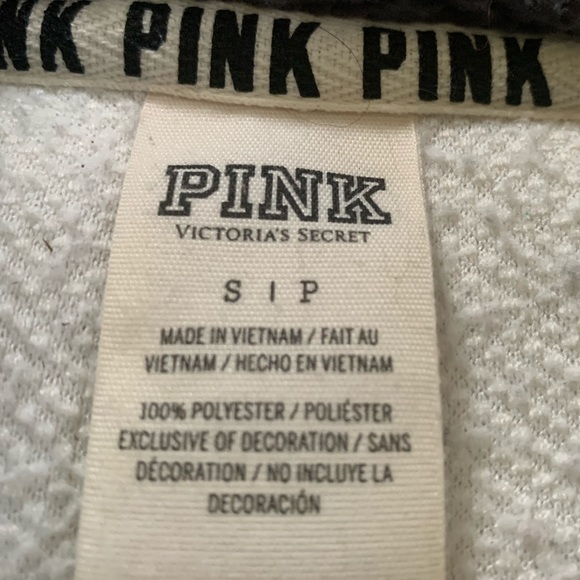 NK PINK PINK
PINK
VICTORIA'S SECRET
S | P
MADE IN VIETNAM / FAIT AU
VIETNAM / HECHO EN VIETNAM
100% POLYESTER / POLIÉSTER
EXCLUSIVE OF DECORATION / SANS
DÉCORATION / NO INCLUYE LA
DECORACIÓN